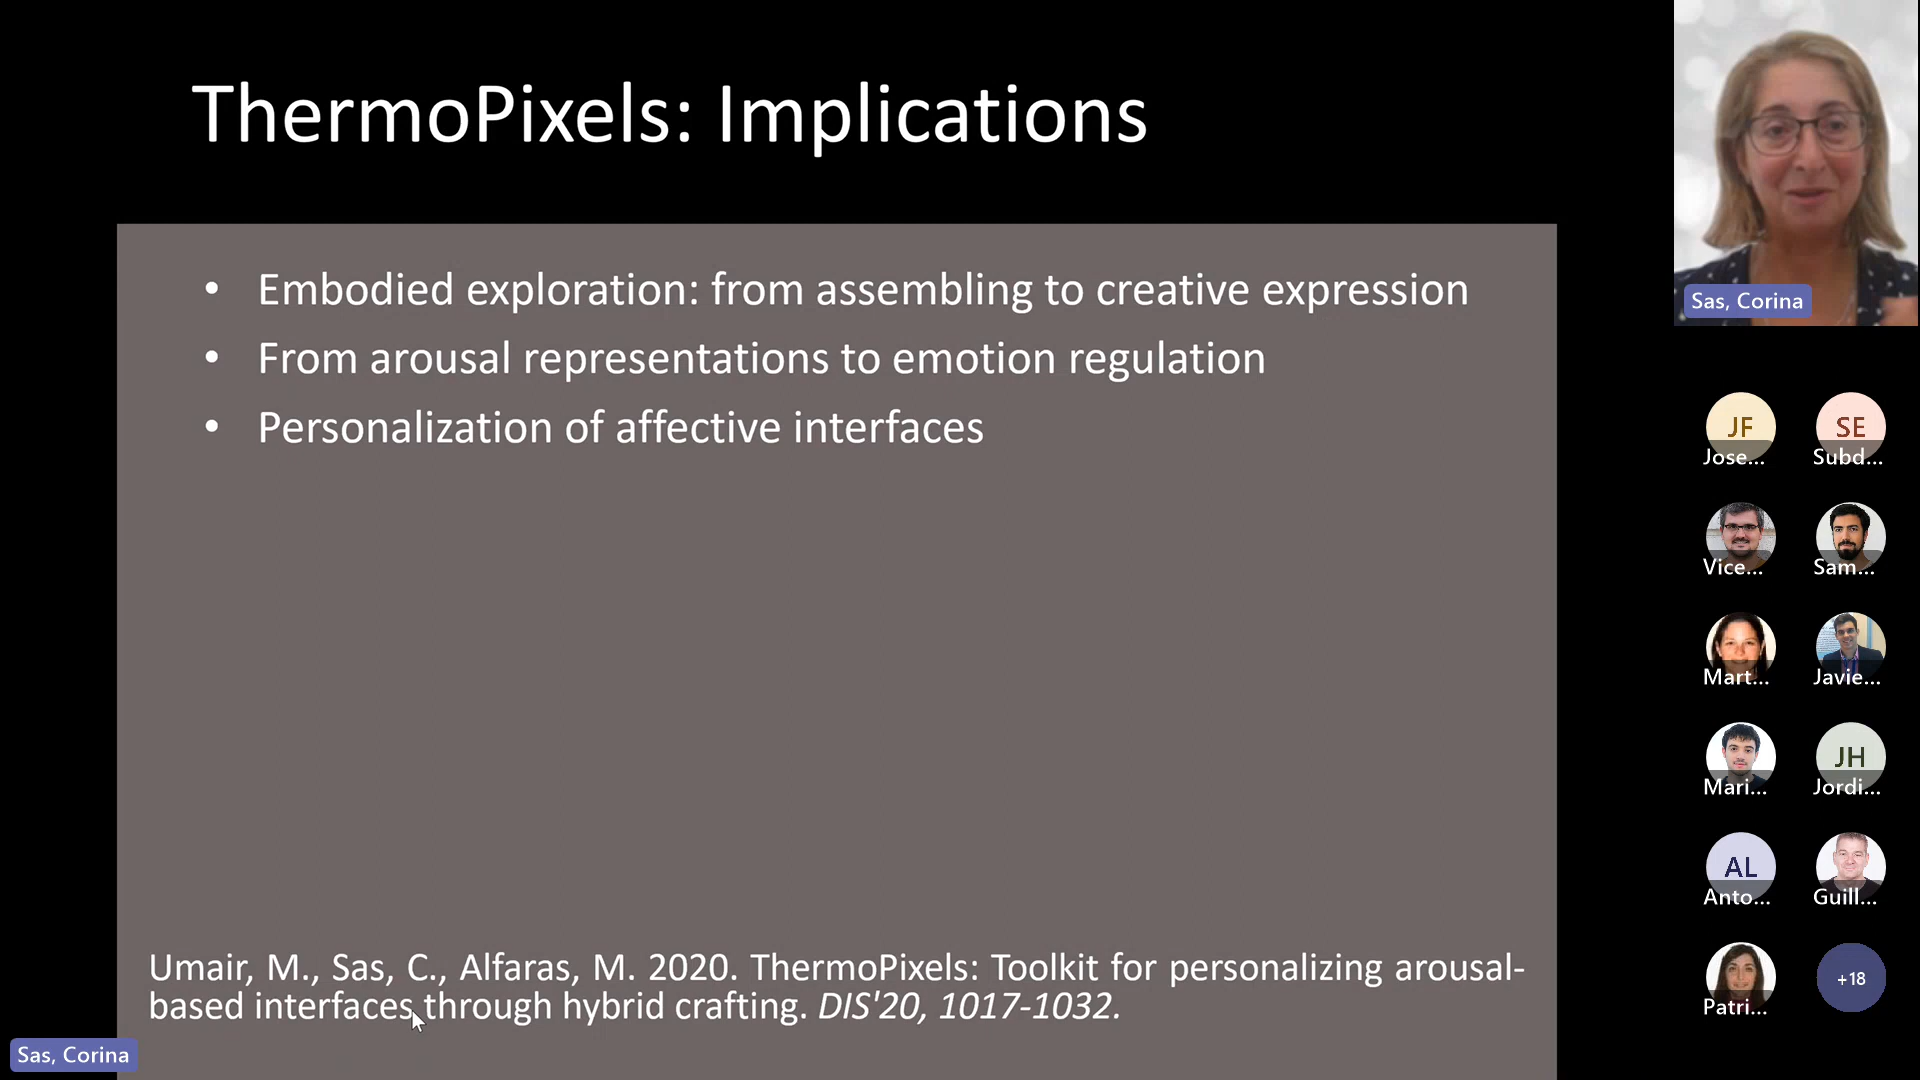 ThermoPixels: Implications
• Embodied exploration: from assembling to creative expression
• From arousal representations to emotion regulation
• Personalization of affective interfaces
Umair, M., Sas, C., Alfaras, M. 2020. ThermoPixels: Toolkit for personalizing arousal-
based interfaces through hybrid crafting. DIS'20, 1017-1032.
Sas, Corina
Sas, Corina
JF
Jose...
SE
Subd...
Vice...
Sam...
Mart...
Javie...
Mari...
JH
Jordi...
AL
Anto...
Guill...
Patri...
+18